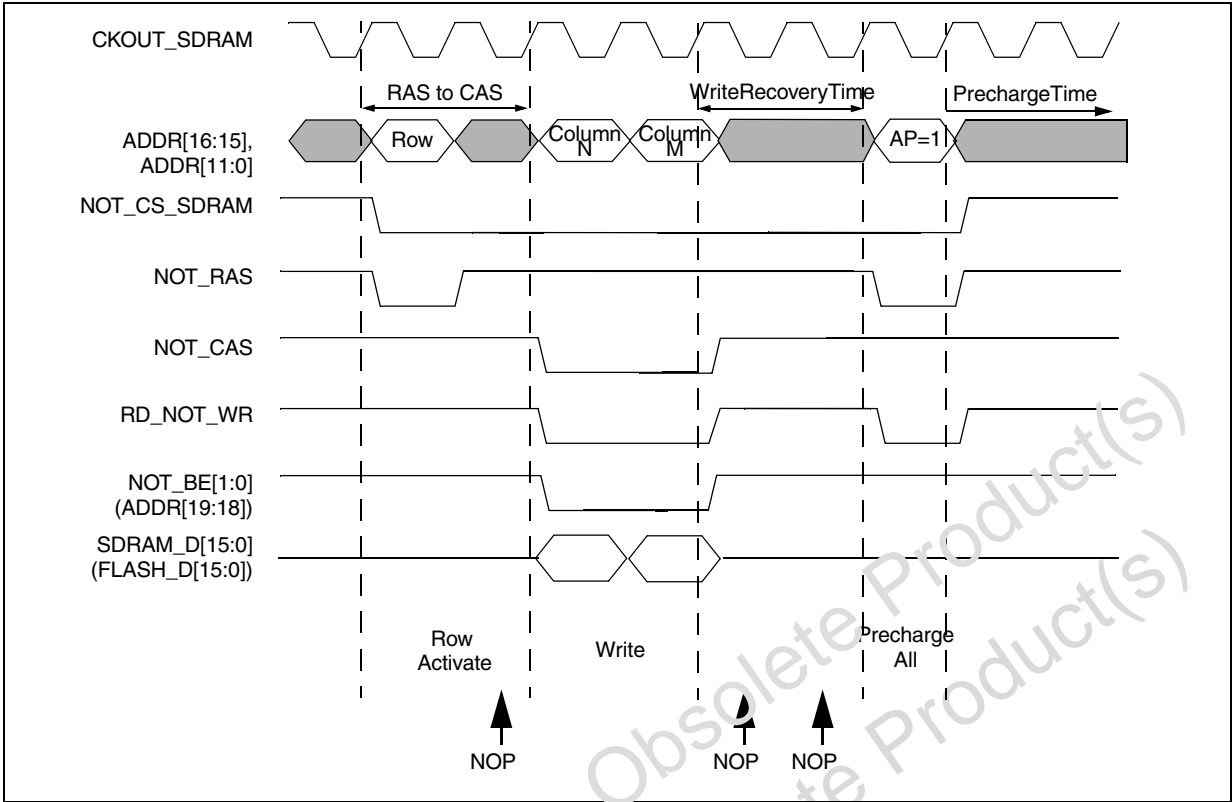 CKOUT_SDRAM
RAS to CAS
WriteRecoveryTime
PrechargeTime
ADDR[16:15],
ADDR[11:0]
Row
Column
N
Column
M
AP=1
NOT_CS_SDRAM
NOT_RAS
NOT_CAS
RD_NOT_WR
NOT_BE[1:0]
(ADDR[19:18])
SDRAM_D[15:0]
(FLASH_D[15:0])
Row
Activate
Write
Precharge
All
NOP
NOP
NOP
Obsolete Product(s)
te Product(s)